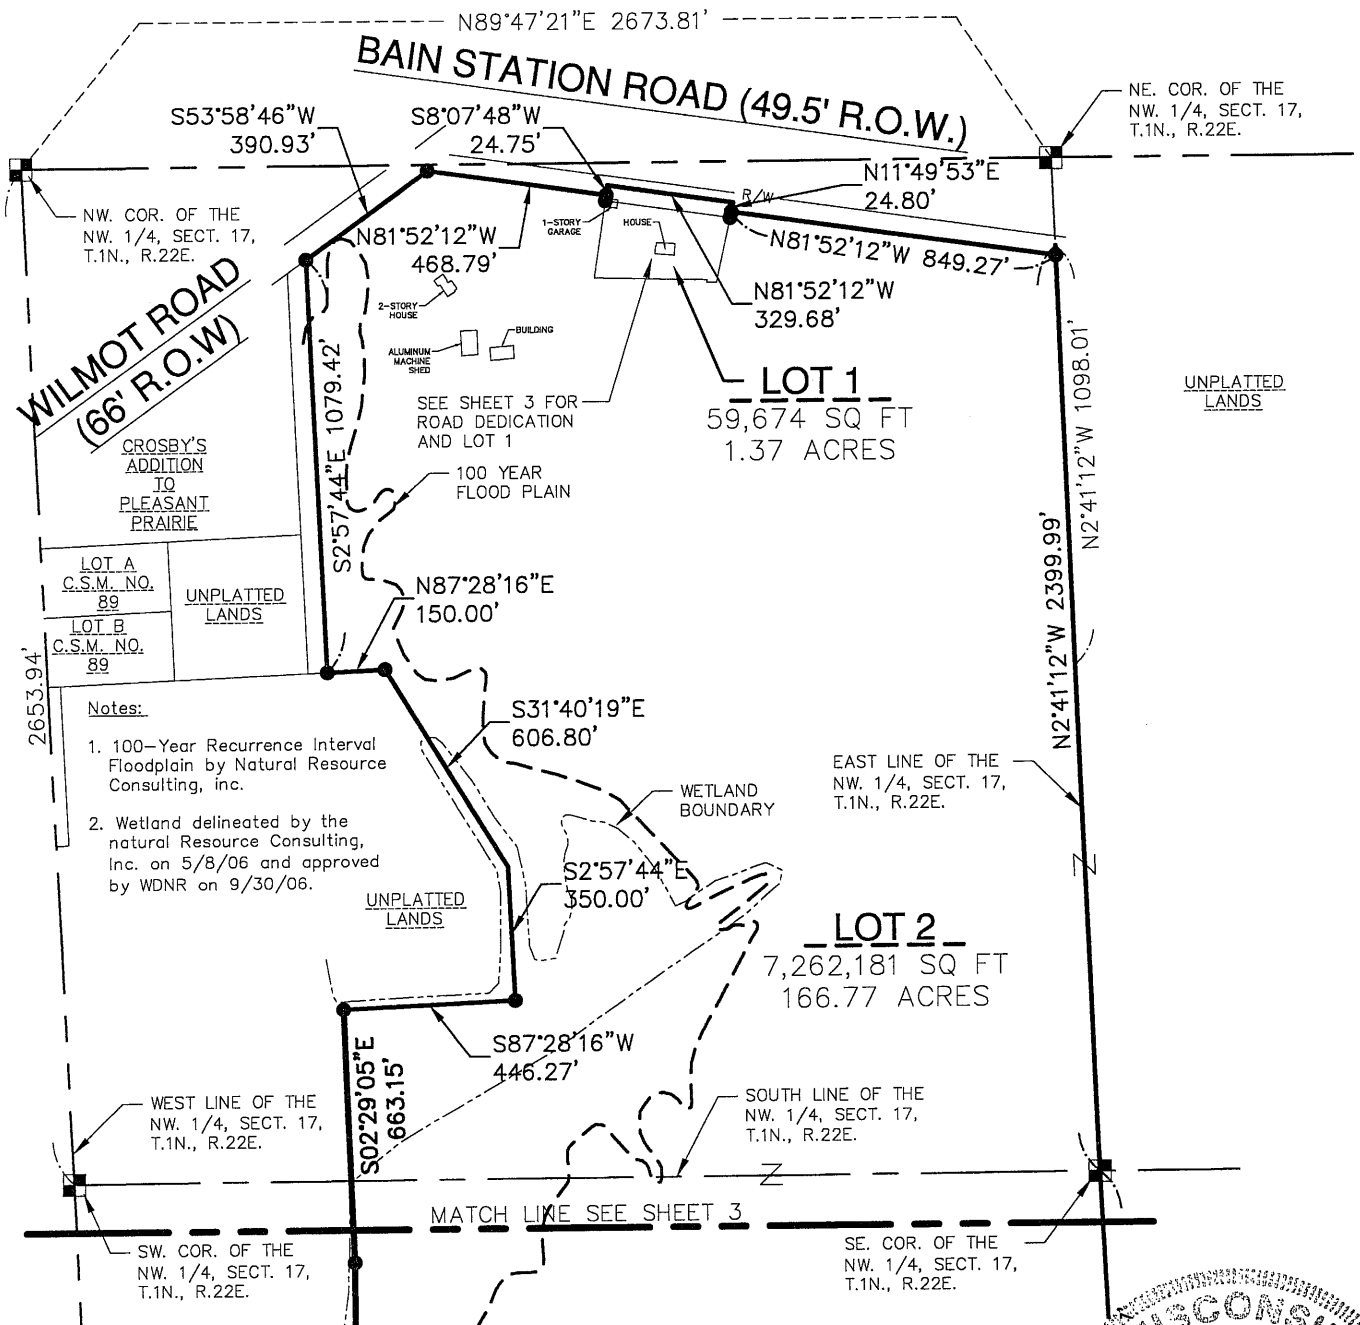 N89°47'21"E 2673.81'
BAIN STATION ROAD (49.5' R.O.W.)
NE. COR. OF THE
NW. 1/4, SECT. 17,
T.1N., R.22E.
S53°58'46"W
390.93'
S8°07'48"W
24.75'
N11°49'53"E
24.80'
R/W
NW. COR. OF THE
NW. 1/4, SECT. 17,
T.1N., R.22E.
N81°52'12"W
468.79'
1-STORY
GARAGE
HOUSE
N81°52'12"W 849.27'
N81°52'12"W
329.68'
WILMOT ROAD
(66' R.O.W)
2-STORY
HOUSE
BUILDING
ALUMINUM
MACHINE
SHED
S2°57'44"E 1079.42'
LOT 1
59,674 SQ FT
1.37 ACRES
SEE SHEET 3 FOR
ROAD DEDICATION
AND LOT 1
N2°41'12"W 1098.01'
UNPLATTED
LANDS
CROSBY'S
ADDITION
TO
PLEASANT
PRAIRIE
100 YEAR
FLOOD PLAIN
LOT A
C.S.M. NO.
89
UNPLATTED
LANDS
LOT B
C.S.M. NO.
89
N87°28'16"E
150.00'
N2°41'12"W 2399.99'
2653.94'
Notes:
1. 100-Year Recurrence Interval
Floodplain by Natural Resource
Consulting, inc.
2. Wetland delineated by the
natural Resource Consulting,
Inc. on 5/8/06 and approved
by WDNR on 9/30/06.
S31°40'19"E
606.80'
WETLAND
BOUNDARY
EAST LINE OF THE
NW. 1/4, SECT. 17,
T.1N., R.22E.
S2°57'44"E
350.00'
UNPLATTED
LANDS
Z
LOT 2
7,262,181 SQ FT
166.77 ACRES
S87°28'16"W
446.27'
S02°29'05"E
663.15'
WEST LINE OF THE
NW. 1/4, SECT. 17,
T.1N., R.22E.
SOUTH LINE OF THE
NW. 1/4, SECT. 17,
T.1N., R.22E.
Z
MATCH LINE SEE SHEET 3
SW. COR. OF THE
NW. 1/4, SECT. 17,
T.1N., R.22E.
SE. COR. OF THE
NW. 1/4, SECT. 17,
T.1N., R.22E.